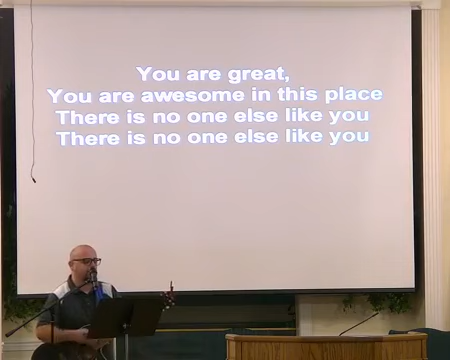 You are great,
You are awesome in this place
There is no one else like you
There is no one else like you